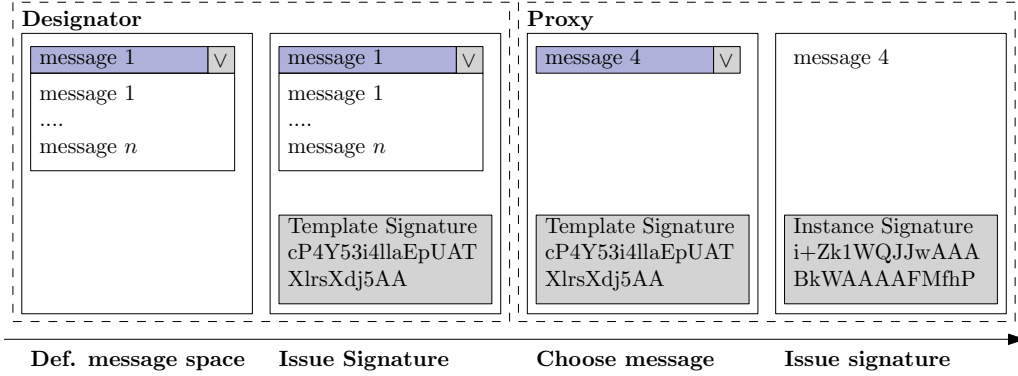 Designator
message 1 ∨
message 1
....
message n
message 1 ∨
message 1
....
message n
Template Signature
cP4Y53i4llaEpUAT
XlrsXdj5AA
Proxy
message 4 ∨
Template Signature
cP4Y53i4llaEpUAT
XlrsXdj5AA
message 4
Instance Signature
i+Zk1WQJJwAAA
BkWAAAAFMfhP
Def. message space
Issue Signature
Choose message
Issue signature